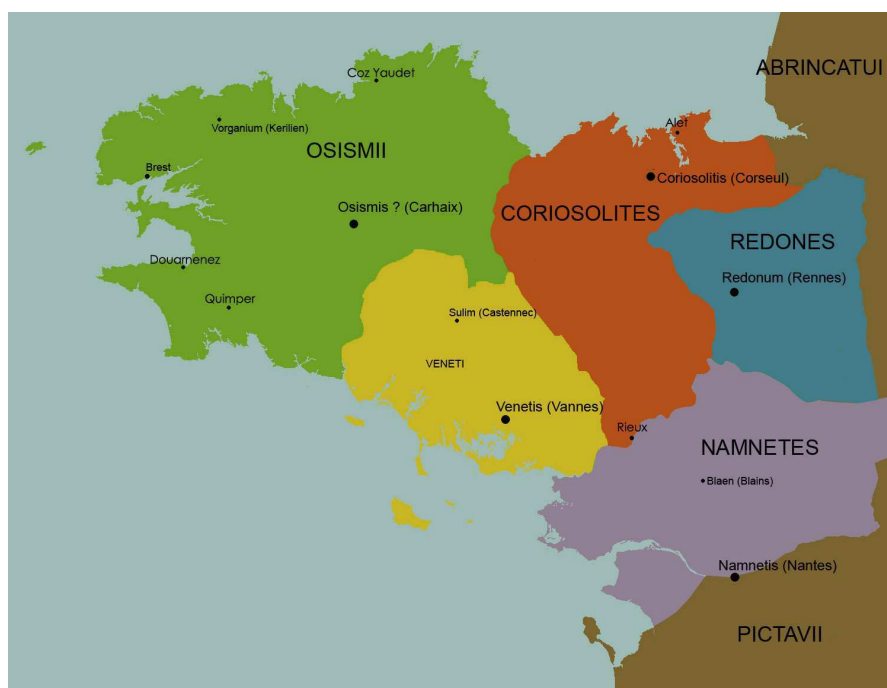 ABRINCATUI
Coz Yaudet
Vorganium (Kerilien)
Alet
OSISMII
Brest
Coriosolitis (Corseul)
Osismis ? (Carhaix)
CORIOSOLITES
REDONES
Douarnenez
Redonum (Rennes)
Quimper
Sulim (Castennec)
VENETI
Venetis (Vannes)
Rieux
NAMNETES
Blaen (Blains)
Namnetis (Nantes)
PICTAVII